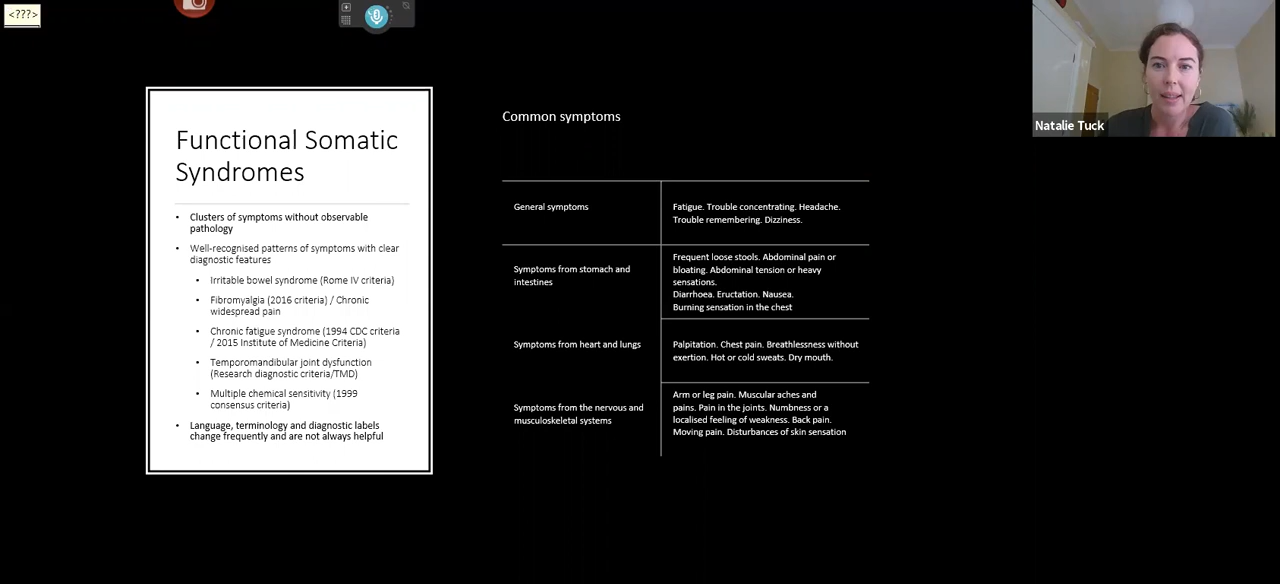 <???>
Functional Somatic
Syndromes
• Clusters of symptoms without observable
pathology
• Well-recognised patterns of symptoms with clear
diagnostic features
• Irritable bowel syndrome (Rome IV criteria)
• Fibromyalgia (2016 criteria) / Chronic
widespread pain
• Chronic fatigue syndrome (1994 CDC criteria
/ 2015 Institute of Medicine Criteria)
• Temporomandibular joint dysfunction
(Research diagnostic criteria/TMD)
• Multiple chemical sensitivity (1999
consensus criteria)
• Language, terminology and diagnostic labels
change frequently and are not always helpful
Common symptoms
General symptoms
Fatigue. Trouble concentrating. Headache.
Trouble remembering. Dizziness.
Symptoms from stomach and
intestines
Frequent loose stools. Abdominal pain or
bloating. Abdominal tension or heavy
sensations.
Diarrhoea. Eructation. Nausea.
Burning sensation in the chest
Symptoms from heart and lungs
Palpitation. Chest pain. Breathlessness without
exertion. Hot or cold sweats. Dry mouth.
Symptoms from the nervous and
musculoskeletal systems
Arm or leg pain. Muscular aches and
pains. Pain in the joints. Numbness or a
localised feeling of weakness. Back pain.
Moving pain. Disturbances of skin sensation
Natalie Tuck